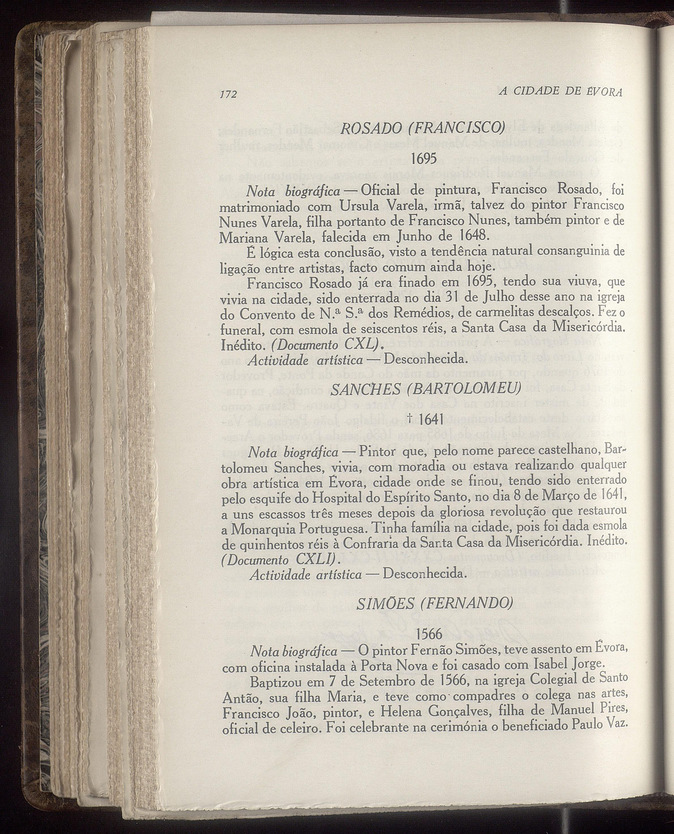 172
A CIDADE DE ÉVORA
ROSADO (FRANCISCO)
1695
Nota biográfica — Oficial de pintura, Francisco Rosado, foi
matrimoniado com Ursula Varela, irmã, talvez do pintor Francisco
Nunes Varela, filha portanto de Francisco Nunes, também pintor e de
Mariana Varela, falecida em Junho de 1648.
É lógica esta conclusão, visto a tendência natural consanguinia de
ligação entre artistas, facto comum ainda hoje.
Francisco Rosado já era finado em 1695, tendo sua viuva, que
vivia na cidade, sido enterrada no dia 31 de Julho desse ano na igreja
do Convento de N.ª S.ª dos Remédios, de carmelitas descalços. Fez o
funeral, com esmola de seiscentos réis, a Santa Casa da Misericórdia.
Inédito. (Documento CXL).
Actividade artística — Desconhecida.
SANCHES (BARTOLOMEU)
† 1641
Nota biográfica — Pintor que, pelo nome parece castelhano, Bar-
tolomeu Sanches, vivia, com moradia ou estava realizando qualquer
obra artística em Évora, cidade onde se finou, tendo sido enterrado
pelo esquife do Hospital do Espírito Santo, no dia 8 de Março de 1641,
a uns escassos três meses depois da gloriosa revolução que restaurou
a Monarquia Portuguesa. Tinha família na cidade, pois foi dada esmola
de quinhentos réis à Confraria da Santa Casa da Misericórdia. Inédito.
(Documento CXLI).
Actividade artística — Desconhecida.
SIMÕES (FERNANDO)
1566
Nota biográfica — O pintor Fernão Simões, teve assento em Évora,
com oficina instalada à Porta Nova e foi casado com Isabel Jorge.
Baptizou em 7 de Setembro de 1566, na igreja Colegial de Santo
Antão, sua filha Maria, e teve como compadres o colega nas artes,
Francisco João, pintor, e Helena Gonçalves, filha de Manuel Pires,
oficial de celeiro. Foi celebrante na cerimónia o beneficiado Paulo Vaz.